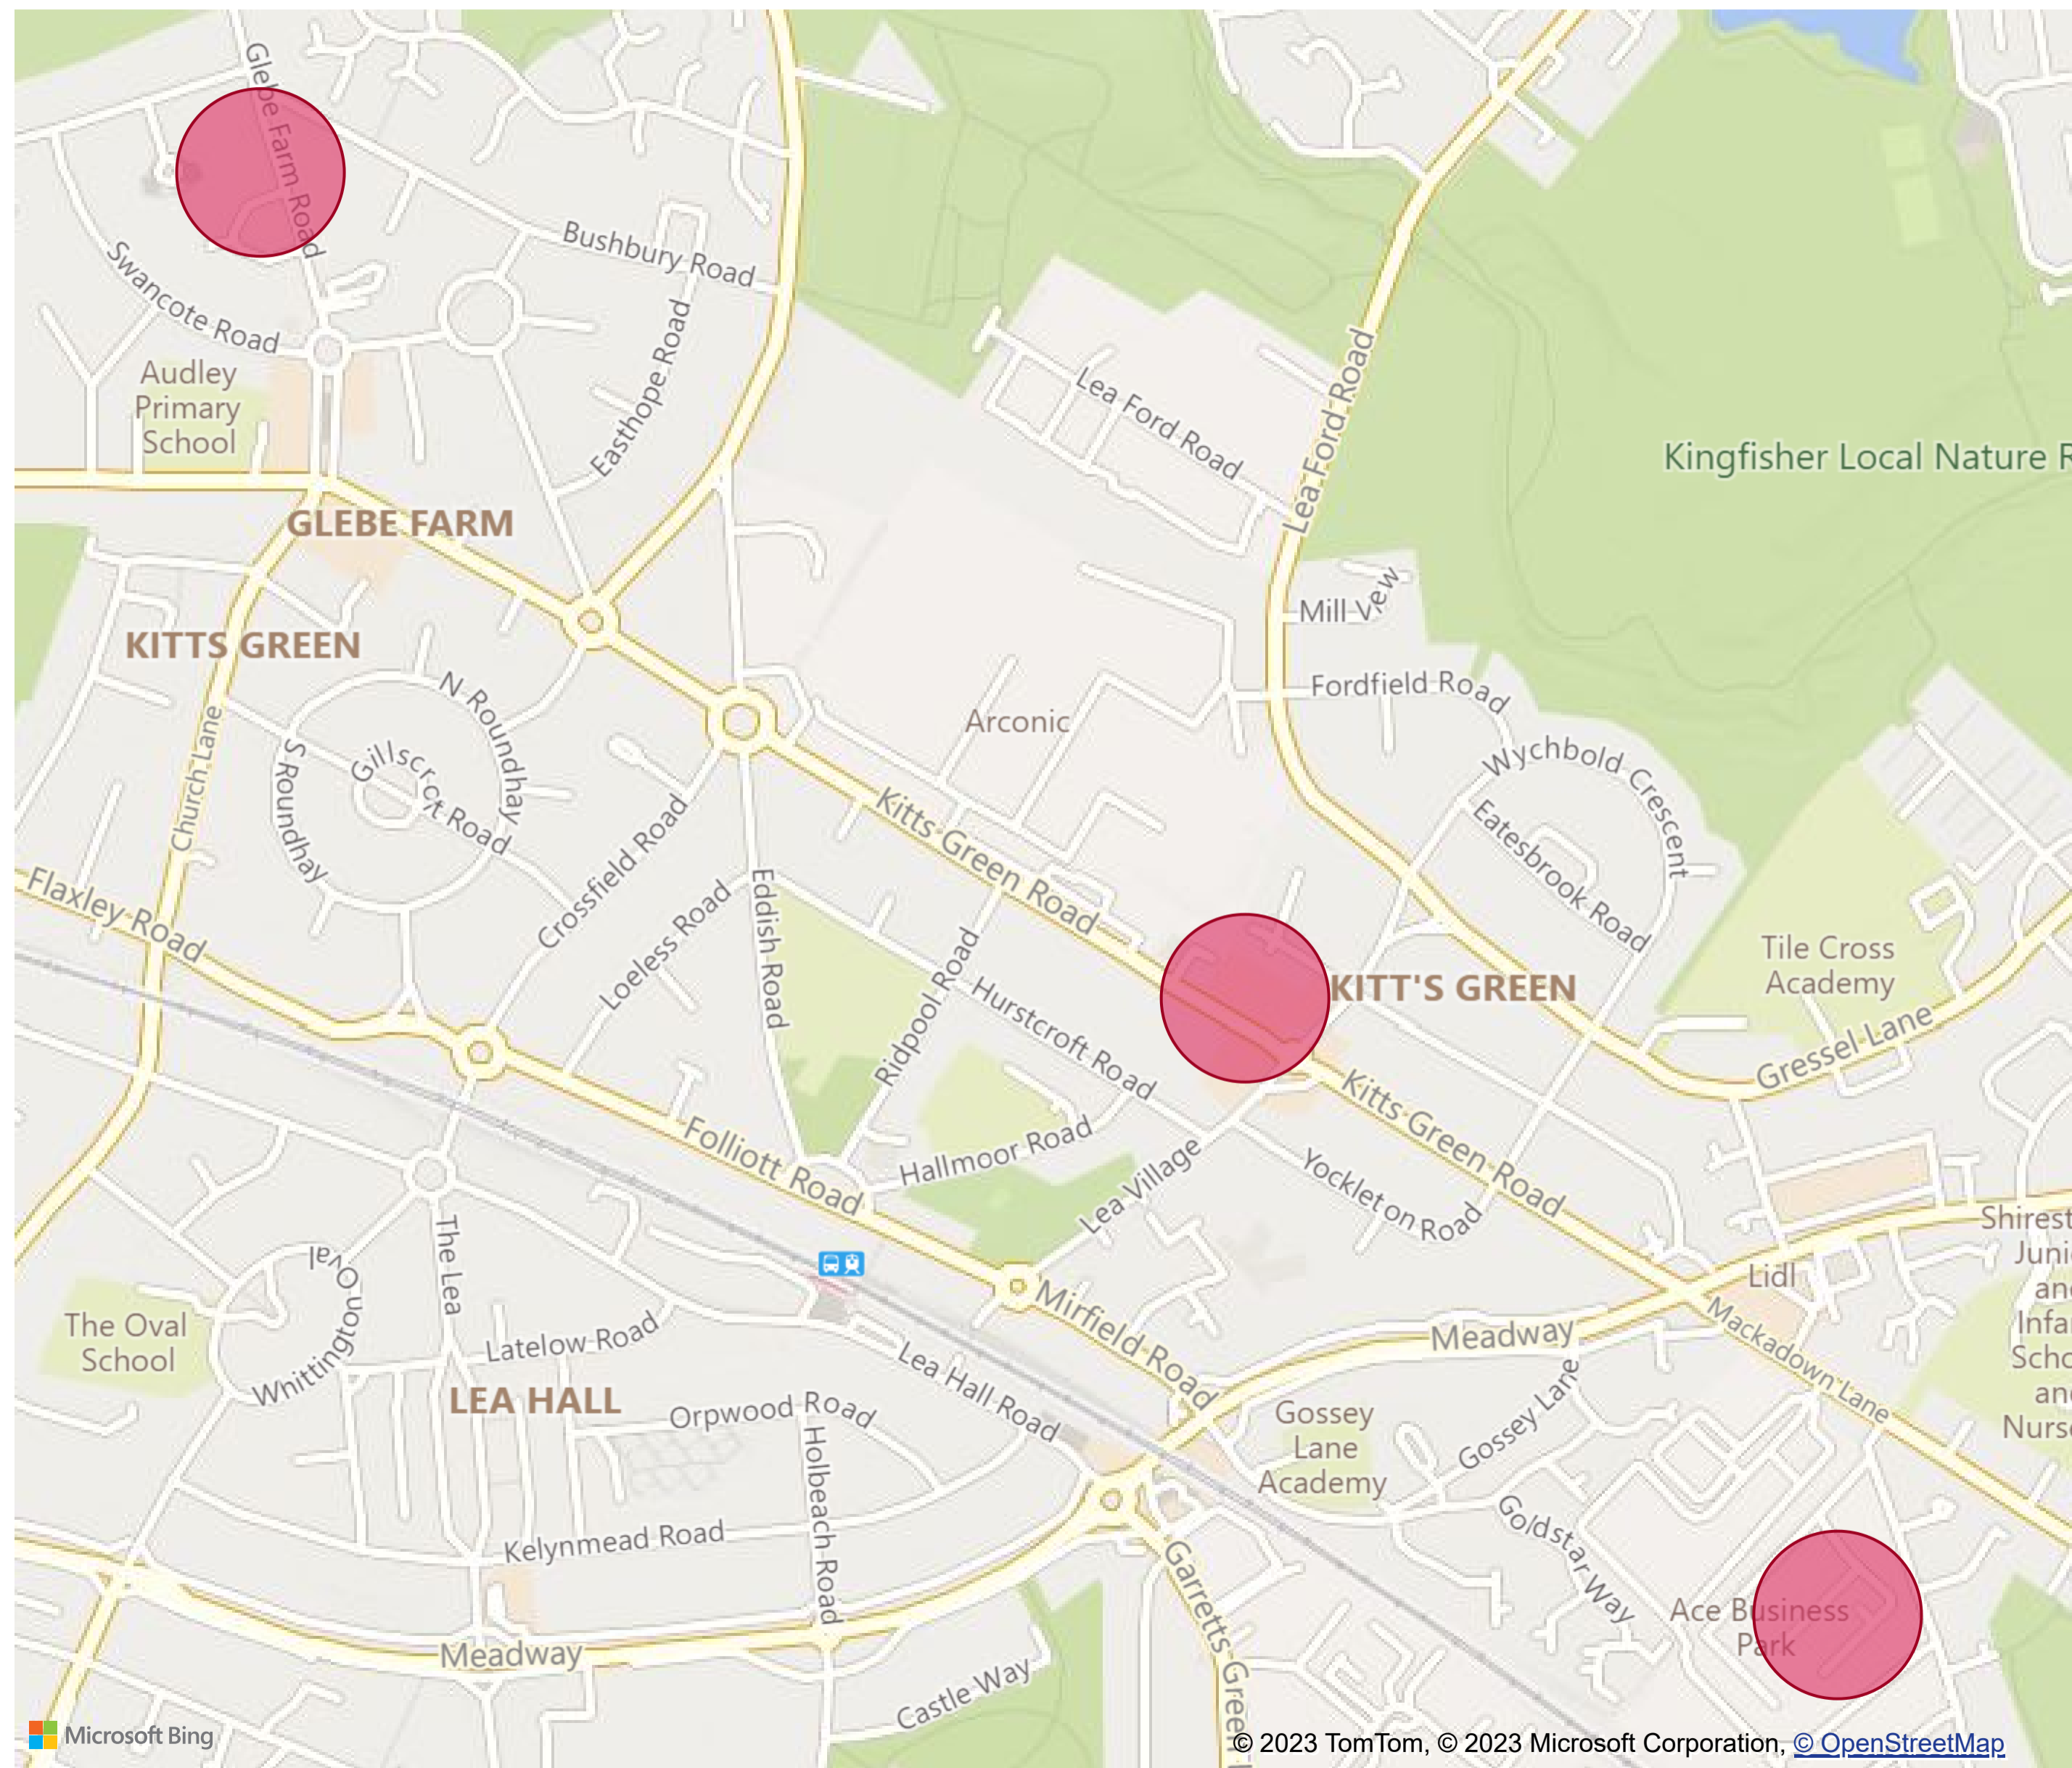 Glebe Farm Road
Bushbury Road
Swancote Road
Easthope Road
Audley
Primary
School
Lea Ford Road
Lea Ford Road
Kingfisher Local Nature R
GLEBE FARM
Mill View
KITTS GREEN
N Roundhay
Fordfield Road
Arconic
Church Lane
S Roundhay
Gillscroft Road
Wychbold Crescent
Eatesbrook Road
Kitts Green Road
Crossfield Road
Flaxley Road
Loeless Road
Eddish Road
Ridpool Road
Hurstcroft Road
KITT'S GREEN
Tile Cross
Academy
Gressel Lane
Kitts Green Road
Folliott Road
Hallmoor Road
Lea Village
Yockleton Road
The Lea
Whittington Oval
The Oval
School
Latelow Road
Mirfield Road
Meadway
Lidl
Shirest
Juni
an
Infa
Scho
an
Nurs
Mackadown Lane
Lea Hall Road
LEA HALL
Orpwood Road
Holbeach Road
Gossey
Lane
Academy
Gossey Lane
Goldstar Way
Kelynmead Road
Garretts Green L
Ace Business
Park
Meadway
Castle Way
Microsoft Bing
© 2023 TomTom, © 2023 Microsoft Corporation, © OpenStreetMap